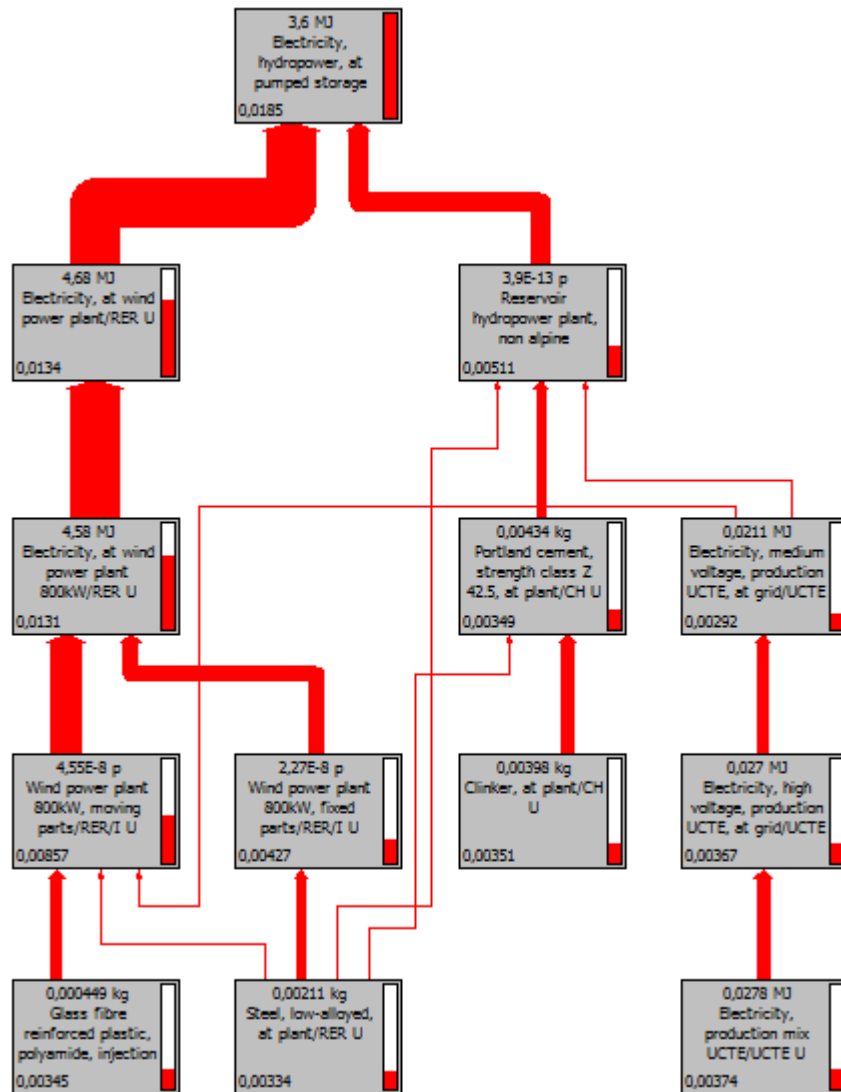 3,6 MJ
Electricity,
hydropower, at
pumped storage
0,0185
4,68 MJ
Electricity, at wind
power plant/RER U
0,0134
3,9E-13 p
Reservoir
hydropower plant,
non alpine
0,00511
4,58 MJ
Electricity, at wind
power plant
800kW/RER U
0,0131
0,00434 kg
Portland cement,
strength class Z
42.5, at plant/CH U
0,00349
0,0211 MJ
Electricity, medium
voltage, production
UCTE, at grid/UCTE
0,00292
4,55E-8 p
Wind power plant
800kW, moving
parts/RER/I U
0,00857
2,27E-8 p
Wind power plant
800kW, fixed
parts/RER/I U
0,00427
0,00398 kg
Clinker, at plant/CH
U
0,00351
0,027 MJ
Electricity, high
voltage, production
UCTE, at grid/UCTE
0,00367
0,000449 kg
Glass fibre
reinforced plastic,
polyamide, injection
0,00345
0,00211 kg
Steel, low-alloyed,
at plant/RER U
0,00334
0,0278 MJ
Electricity,
production mix
UCTE/UCTE U
0,00374